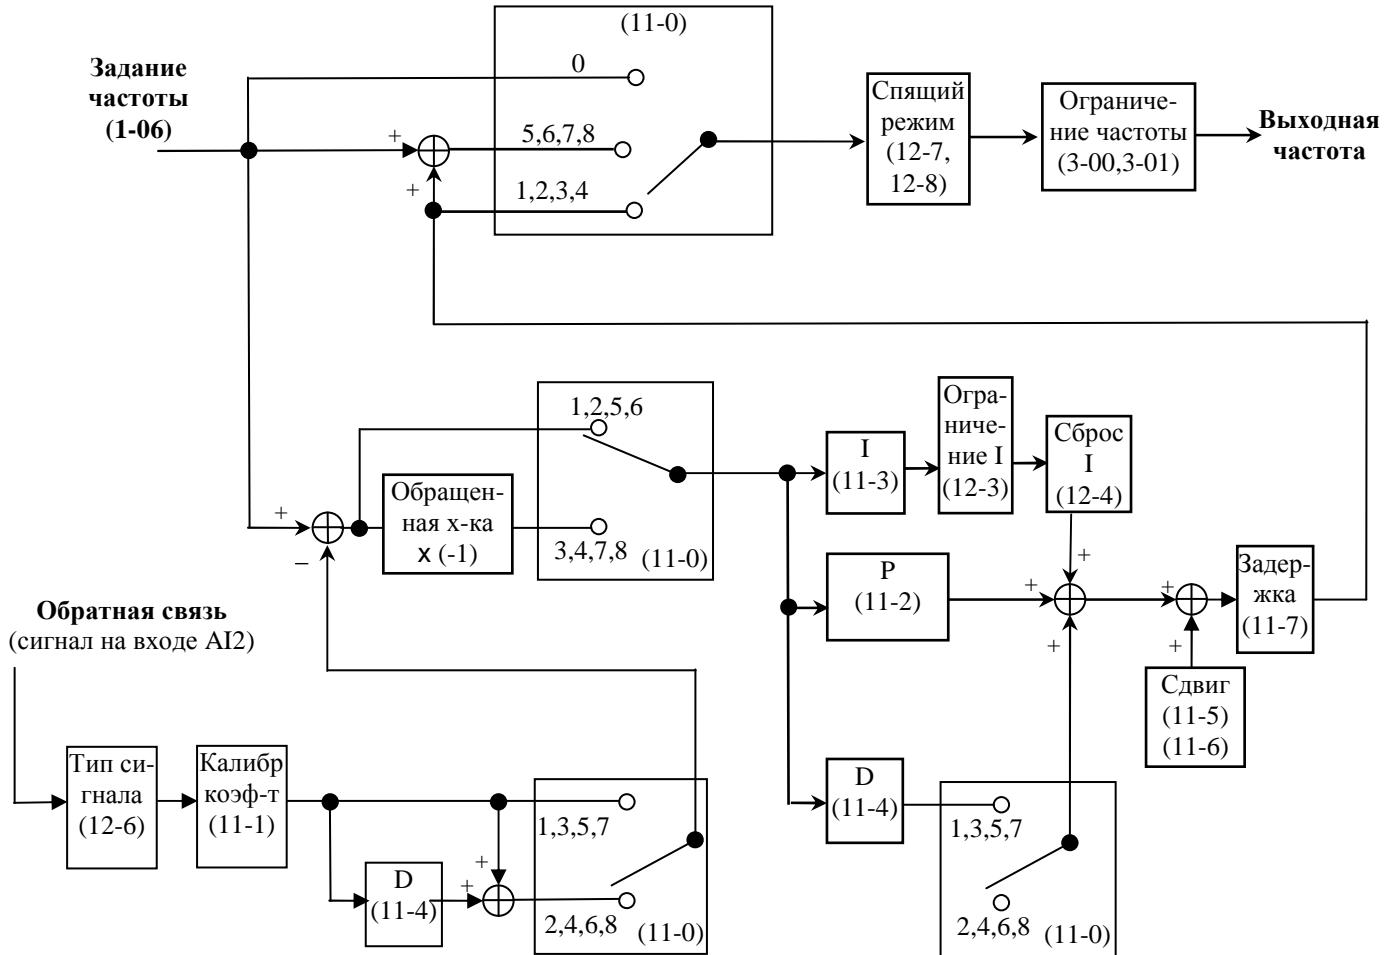 (11-0)
Задание
частоты
(1-06)
0
5,6,7,8
1,2,3,4
+
+
Спящий
режим
(12-7,
12-8)
Ограниче-
ние частоты
(3-00,3-01)
Выходная
частота
1,2,5,6
3,4,7,8
(11-0)
+
−
Обращен-
ная х-ка
х (-1)
I
(11-3)
Огра-
ниче-
ние I
(12-3)
Сброс
I
(12-4)
P
(11-2)
+
+
+
+
+
Задер-
жка
(11-7)
Сдвиг
(11-5)
(11-6)
Обратная связь
(сигнал на входе AI2)
Тип си-
гнала
(12-6)
Калибр
коэф-т
(11-1)
D
(11-4)
+
+
1,3,5,7
2,4,6,8
(11-0)
D
(11-4)
1,3,5,7
2,4,6,8
(11-0)